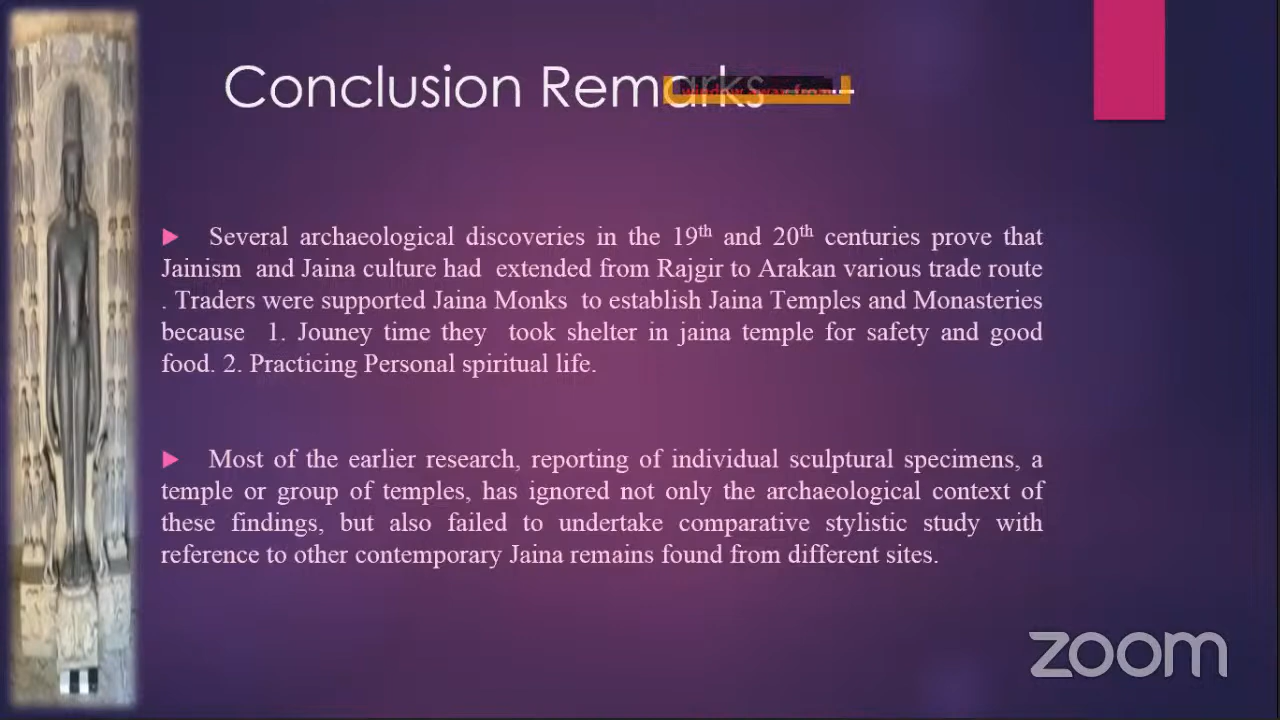 Conclusion Remarks
Several archaeological discoveries in the 19th and 20th centuries prove that
Jainism and Jaina culture had extended from Rajgir to Arakan various trade route
. Traders were supported Jaina Monks to establish Jaina Temples and Monasteries
because 1. Jouney time they took shelter in jaina temple for safety and good
food. 2. Practicing Personal spiritual life.
Most of the earlier research, reporting of individual sculptural specimens, a
temple or group of temples, has ignored not only the archaeological context of
these findings, but also failed to undertake comparative stylistic study with
reference to other contemporary Jaina remains found from different sites.
zoom